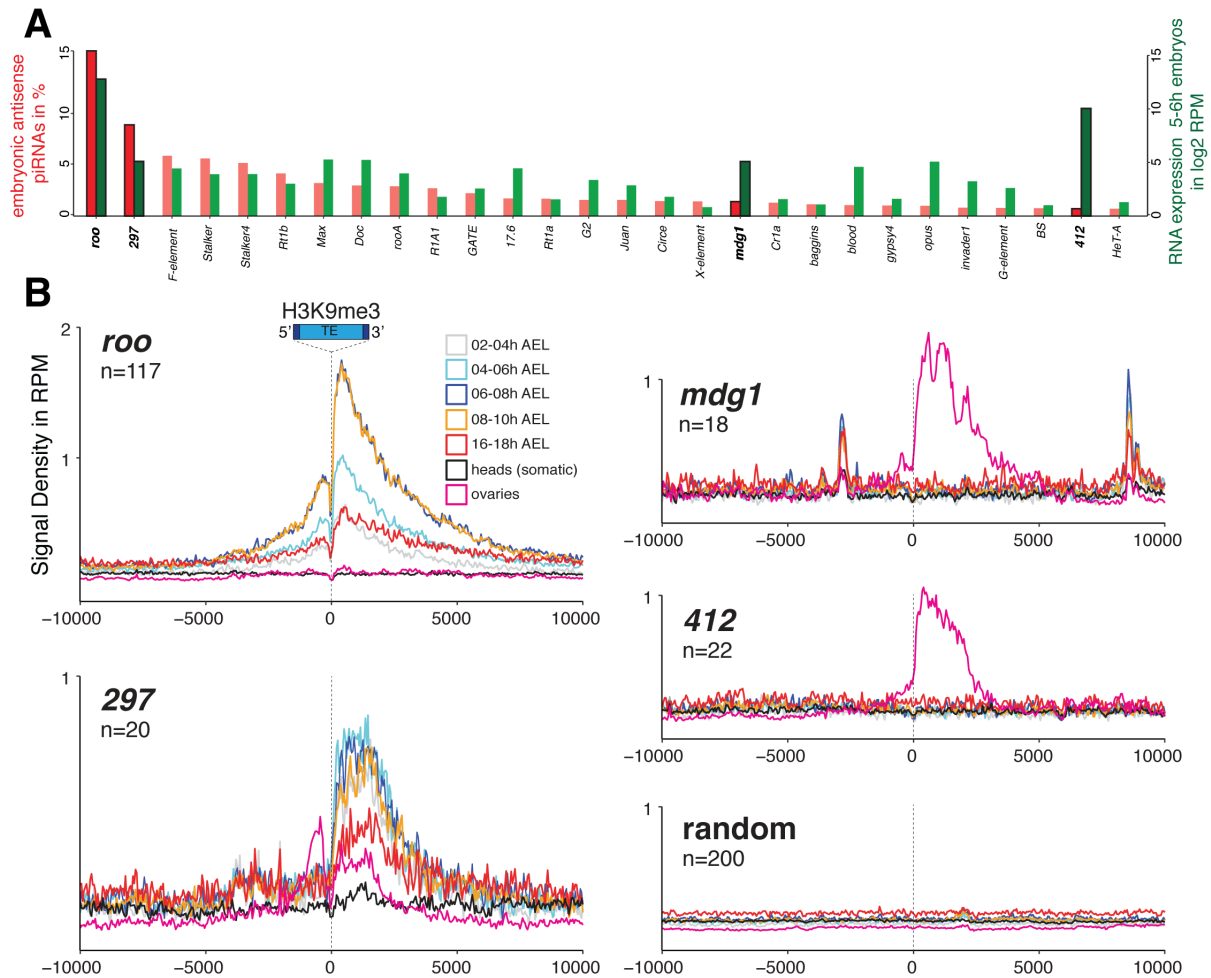 A
embryonic antisense
piRNAs in %
15
10
5
0
15
10
5
0
RNA expression 5-6h embryos
in log2 RPM
roo
297
F-element
Stalker
Stalker4
Rt1b
Max
Doc
rooA
R1A1
GATE
17.6
Rt1a
G2
Juan
Circe
X-element
mdg1
Cr1a
baggins
blood
gypsy4
opus
invader1
G-element
BS
412
HeT-A
B
Signal Density in RPM
2
1
roo
n=117
H3K9me3
5’ TE 3’
02-04h AEL
04-06h AEL
06-08h AEL
08-10h AEL
16-18h AEL
heads (somatic)
ovaries
−10000 −5000 0 5000 10000
1
mdg1
n=18
−10000 −5000 0 5000 10000
1
412
n=22
−10000 −5000 0 5000 10000
1
297
n=20
−10000 −5000 0 5000 10000
1
random
n=200
−10000 −5000 0 5000 10000